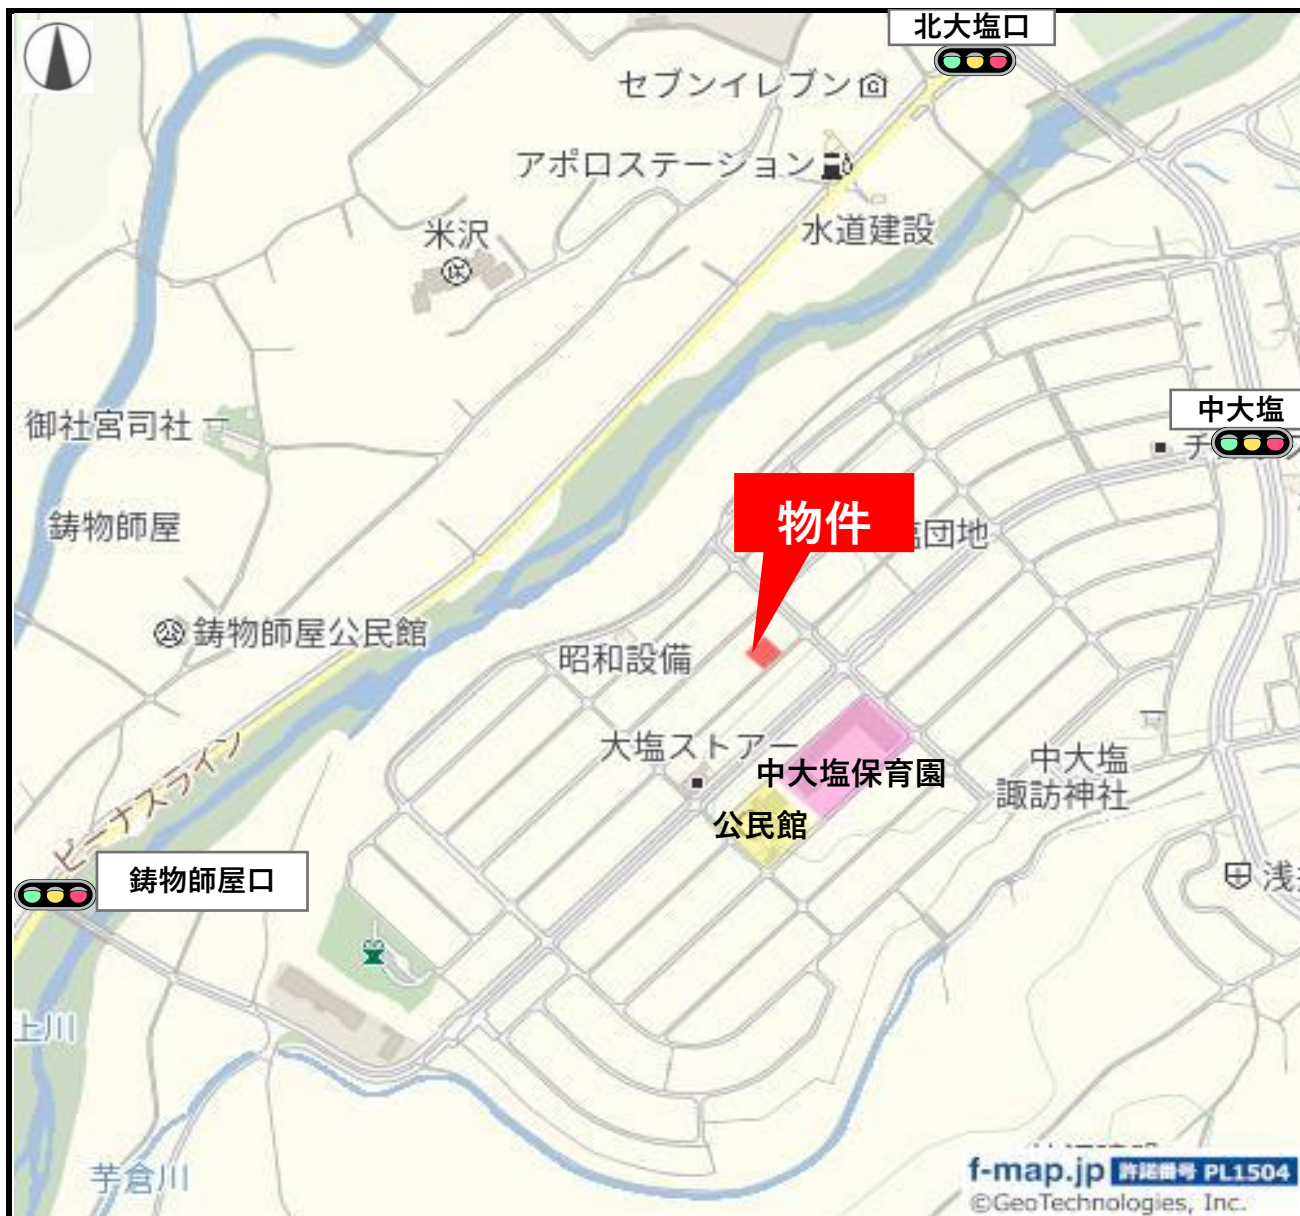 北大塩口
セブンイレブン
アポロステーション
水道建設
米沢
御社宮司社
中大塩
チ
鋳物師屋
物件
団地
鋳物師屋公民館
昭和設備
大塩ストアー
中大塩保育園
公民館
中大塩
諏訪神社
ビーナスライン
鋳物師屋口
浅
上川
芋倉川
f-map.jp 許諾番号 PL1504
©GeoTechnologies, Inc.